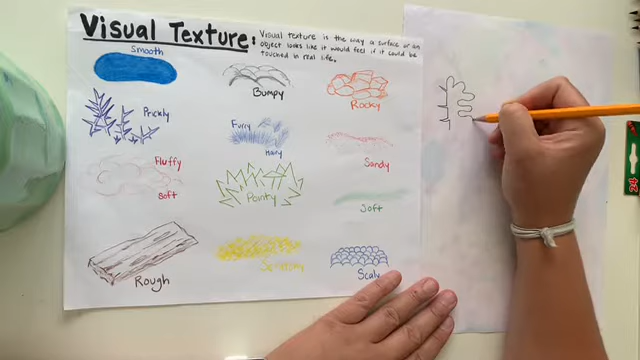 Visual Texture:
Visual texture is the way a surface or an
object looks like it would feel if it could be
touched in real life.
Smooth
Bumpy
Rocky
Prickly
Furry
Hairy
Sandy
Fluffy
Soft
Pointy
Soft
Rough
Scaly
24